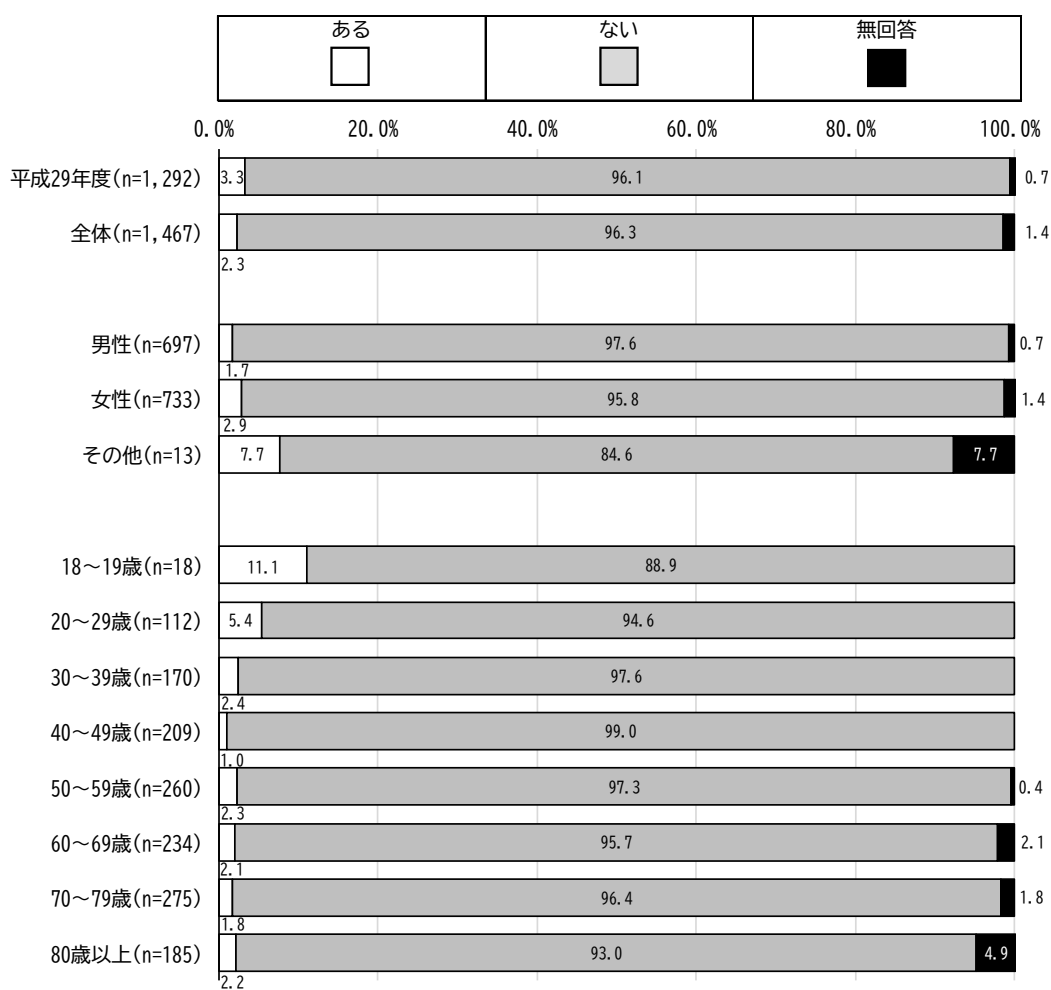 ある ない 無回答
0.0% 20.0% 40.0% 60.0% 80.0% 100.0%
平成29年度(n=1,292) 3.3 96.1 0.7
全体(n=1,467) 96.3 1.4
2.3
男性(n=697) 97.6 0.7
1.7
女性(n=733) 95.8 1.4
2.9
その他(n=13) 7.7 84.6 7.7
18～19歳(n=18) 11.1 88.9
20～29歳(n=112) 5.4 94.6
30～39歳(n=170) 97.6
2.4
40～49歳(n=209) 99.0
1.0
50～59歳(n=260) 97.3 0.4
2.3
60～69歳(n=234) 95.7 2.1
2.1
70～79歳(n=275) 96.4 1.8
1.8
80歳以上(n=185) 93.0 4.9
2.2